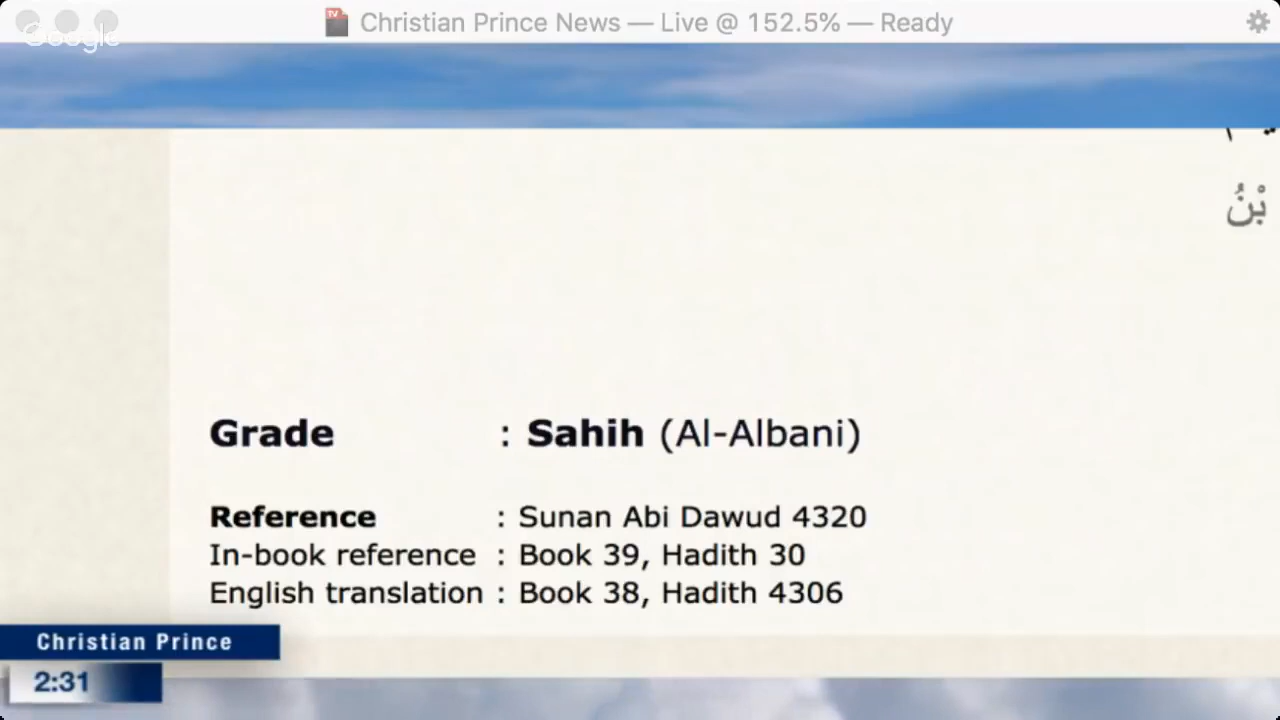 Christian Prince News — Live @ 152.5% — Ready
Google
بْنُ
Grade : Sahih (Al-Albani)
Reference : Sunan Abi Dawud 4320
In-book reference : Book 39, Hadith 30
English translation : Book 38, Hadith 4306
Christian Prince
2:31